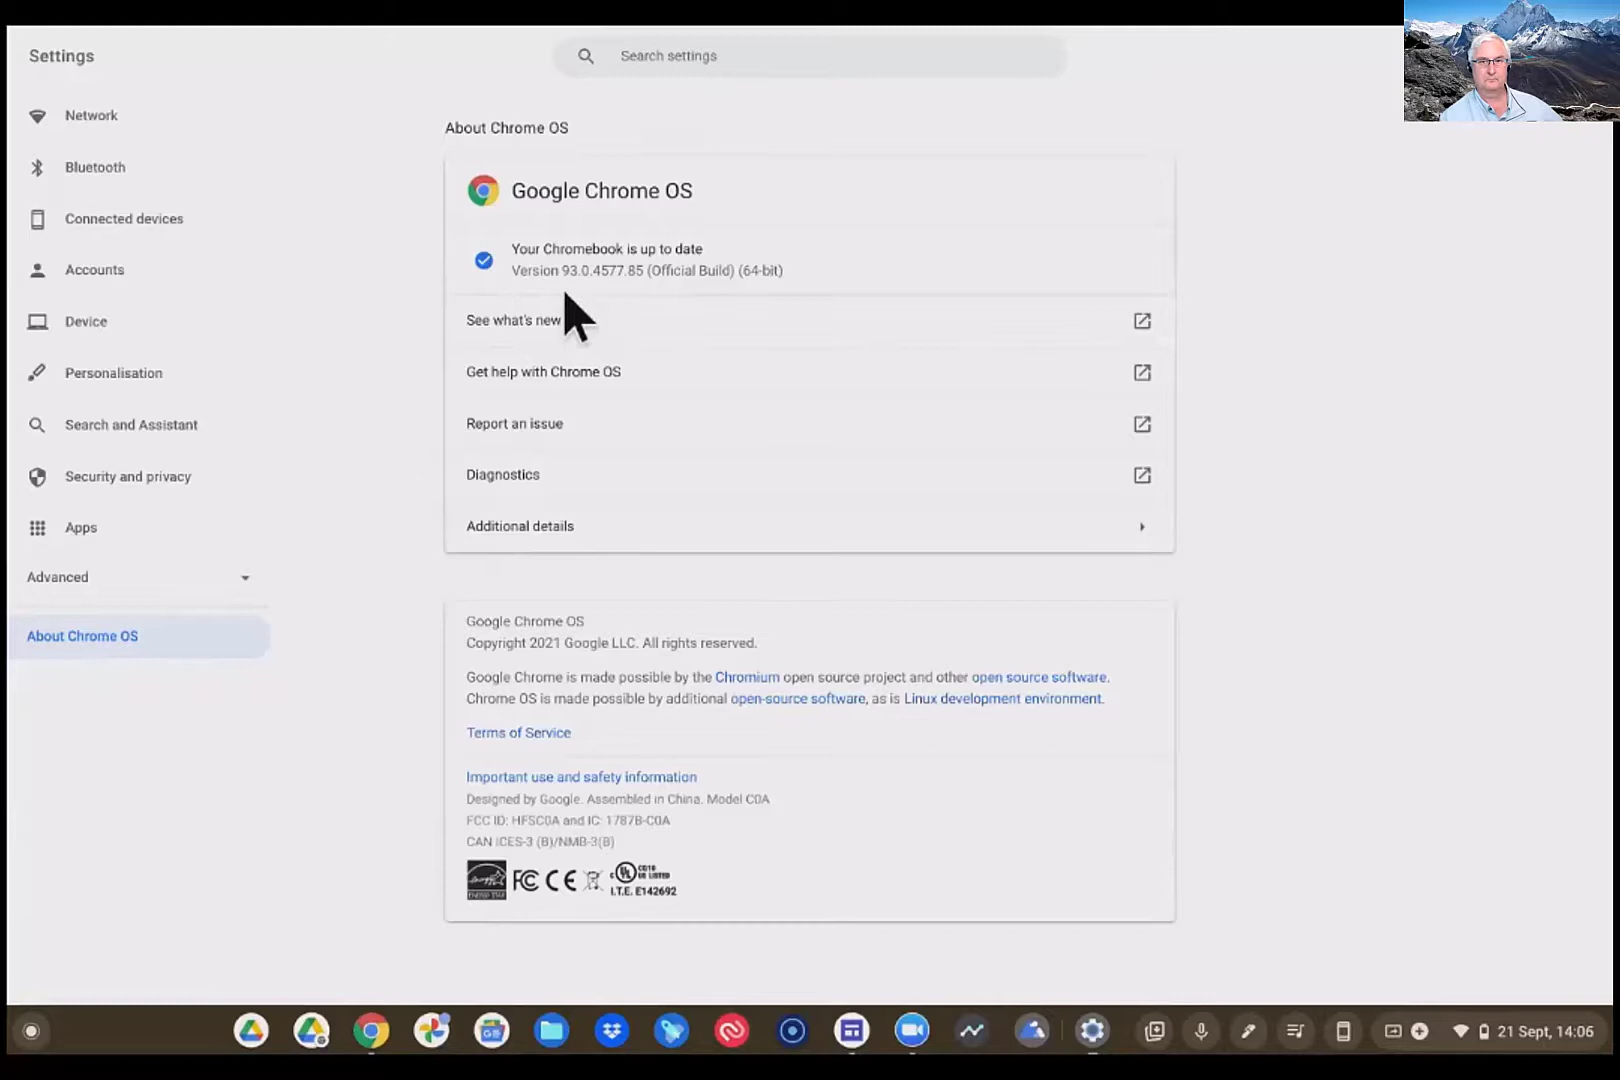 Settings
Search settings
Network
Bluetooth
Connected devices
Accounts
Device
Personalisation
Search and Assistant
Security and privacy
Apps
Advanced
About Chrome OS
About Chrome OS
Google Chrome OS
Your Chromebook is up to date
Version 93.0.4577.85 (Official Build) (64-bit)
See what's new
Get help with Chrome OS
Report an issue
Diagnostics
Additional details
Google Chrome OS
Copyright 2021 Google LLC. All rights reserved.
Google Chrome is made possible by the Chromium open source project and other open source software.
Chrome OS is made possible by additional open-source software, as is Linux development environment.
Terms of Service
Important use and safety information
Designed by Google. Assembled in China. Model C0A
FCC ID: HFSC0A and IC: 1787B-C0A
CAN ICES-3 (B)/NMB-3(B)
FC CE UL
I.T.E. E142692
21 Sept, 14:06